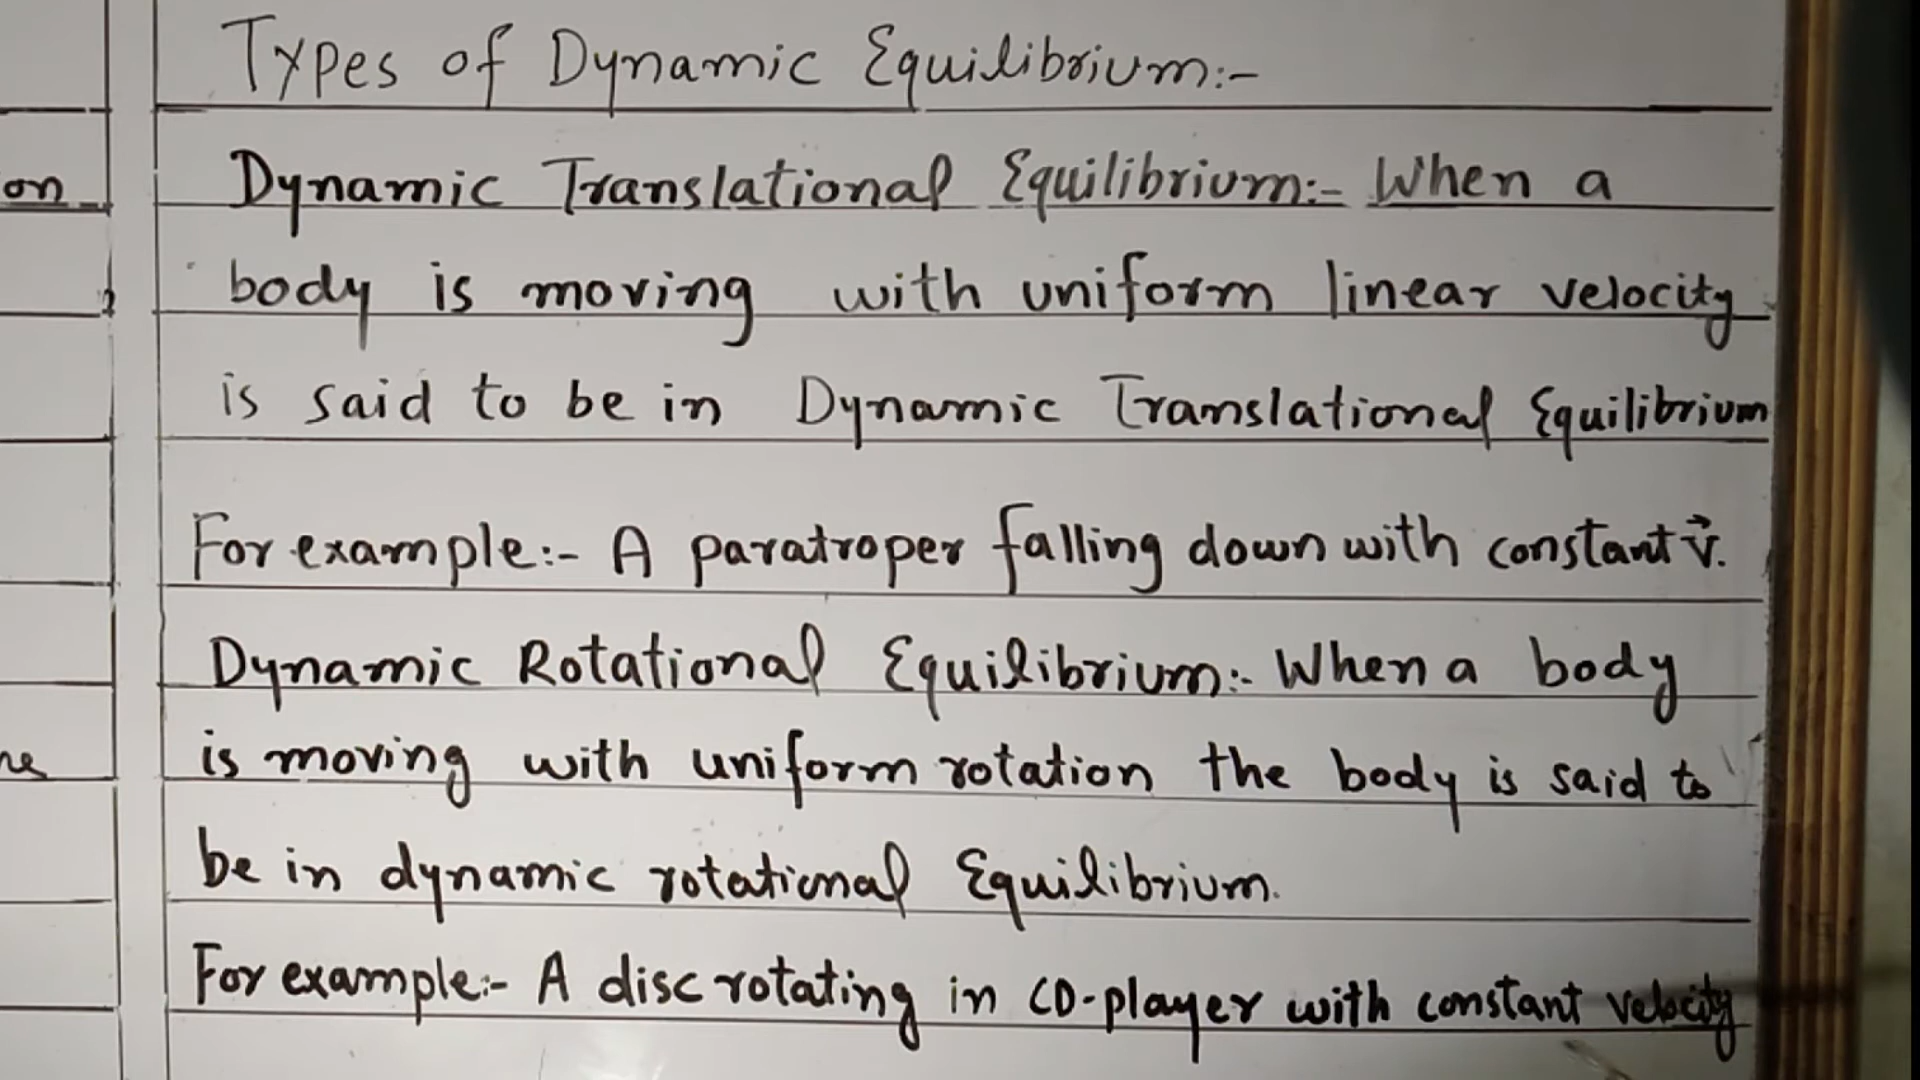 Types of Dynamic Equilibrium:-
on
Dynamic Translational Equilibrium:- When a
body is moving with uniform linear velocity
is said to be in Dynamic Translational Equilibrium
For example:- A paratroper falling down with constant v⃗.
Dynamic Rotational Equilibrium:- When a body
is moving with uniform rotation the body is said to
be in dynamic rotational Equilibrium.
For example:- A disc rotating in CD-player with constant velocity